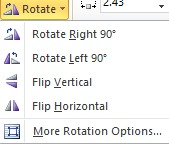 Rotate 2.43
Rotate Right 90°
Rotate Left 90°
Flip Vertical
Flip Horizontal
More Rotation Options...